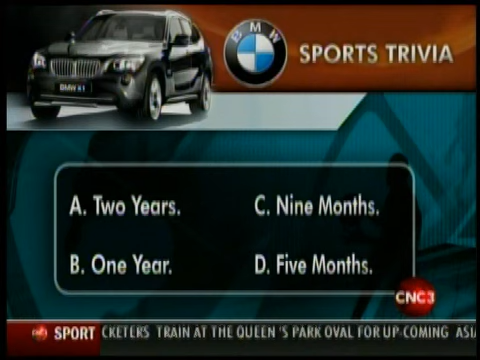 BMW
SPORTS TRIVIA
BMW X1
A. Two Years.
C. Nine Months.
B. One Year.
D. Five Months.
CNC3
SPORT
CKETERS TRAIN AT THE QUEEN 'S PARK OVAL FOR UP-COMING ASI